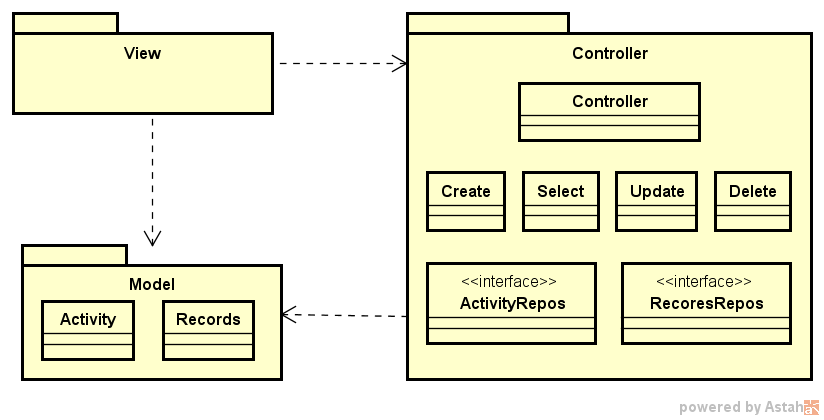 View
Controller
Controller
Create
Select
Update
Delete
<<interface>>
ActivityRepos
<<interface>>
RecoresRepos
Model
Activity
Records
powered by Astah